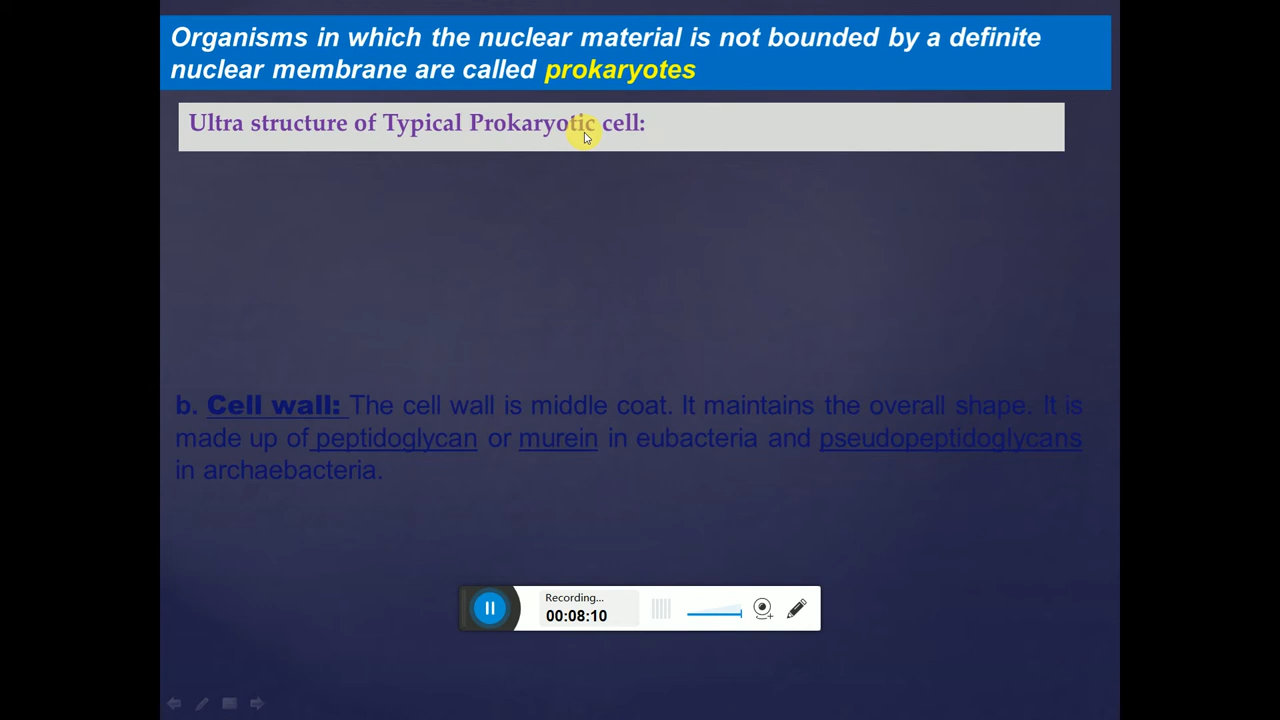 Organisms in which the nuclear material is not bounded by a definite
nuclear membrane are called prokaryotes
Ultra structure of Typical Prokaryotic cell:
b. Cell wall: The cell wall is middle coat. It maintains the overall shape. It is
made up of peptidoglycan or murein in eubacteria and pseudopeptidoglycans
in archaebacteria.
Recording...
00:08:10